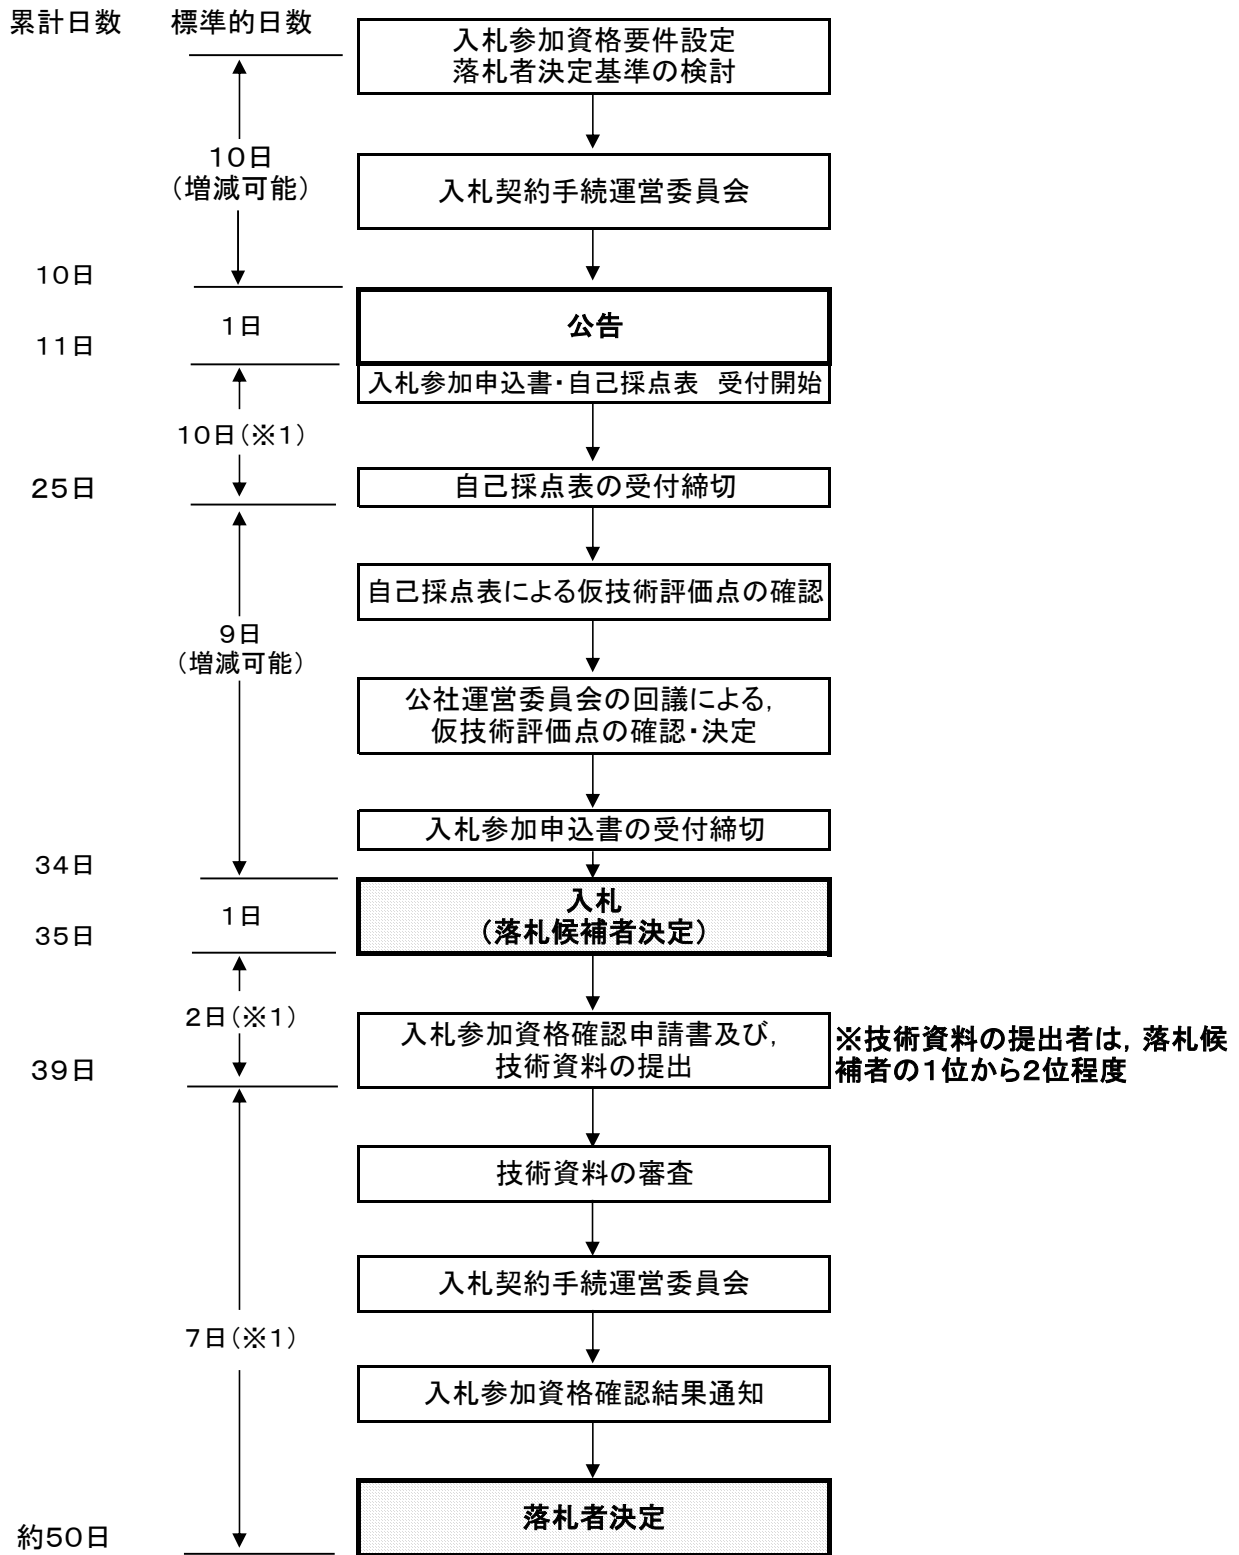 累計日数 標準的日数
入札参加資格要件設定
落札者決定基準の検討
10日
（増減可能）
入札契約手続運営委員会
10日
公告
1日
11日
入札参加申込書・自己採点表　受付開始
10日（※1）
25日
自己採点表の受付締切
自己採点表による仮技術評価点の確認
9日
（増減可能）
公社運営委員会の回議による，
仮技術評価点の確認・決定
入札参加申込書の受付締切
34日
入札
（落札候補者決定）
1日
35日
2日（※1）
入札参加資格確認申請書及び，
技術資料の提出
※技術資料の提出者は，落札候
補者の1位から2位程度
39日
技術資料の審査
入札契約手続運営委員会
7日（※1）
入札参加資格確認結果通知
落札者決定
約50日